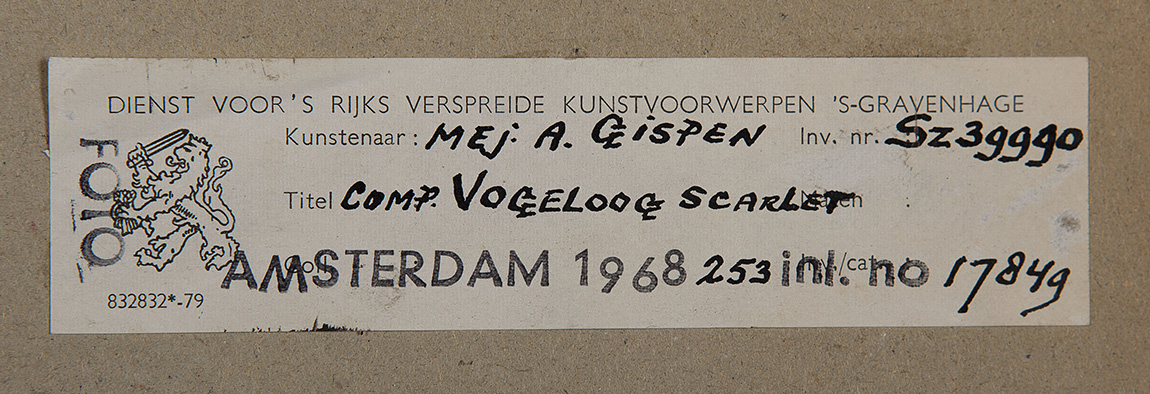 DIENST VOOR'S RIJKS VERSPREIDE KUNSTVOORWERPEN 'S-GRAVENHAGE
Kunstenaar: MEJ. A. GISPEN Inv. nr. SZ39990
Titel COMP. VOGELOOG SCARLET
AMSTERDAM 1968 253 inl. no 17849
832832*-79
FOTO